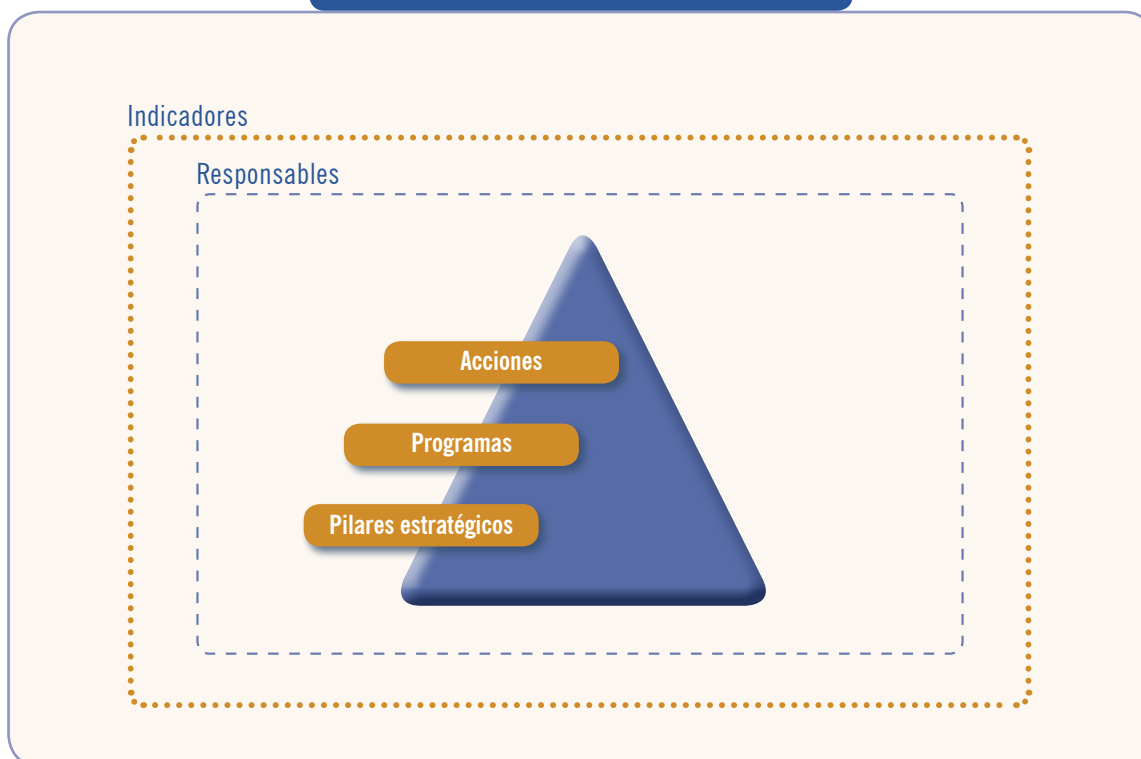 Indicadores
Responsables
Acciones
Programas
Pilares estratégicos